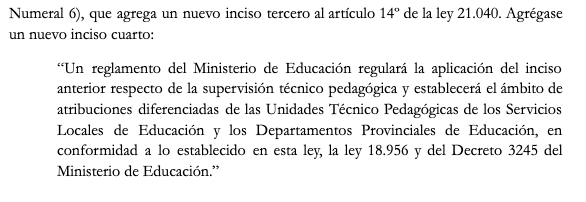 Numeral 6), que agrega un nuevo inciso tercero al artículo 14º de la ley 21.040. Agrégase
un nuevo inciso cuarto:
“Un reglamento del Ministerio de Educación regulará la aplicación del inciso
anterior respecto de la supervisión técnico pedagógica y establecerá el ámbito de
atribuciones diferenciadas de las Unidades Técnico Pedagógicas de los Servicios
Locales de Educación y los Departamentos Provinciales de Educación, en
conformidad a lo establecido en esta ley, la ley 18.956 y del Decreto 3245 del
Ministerio de Educación.”